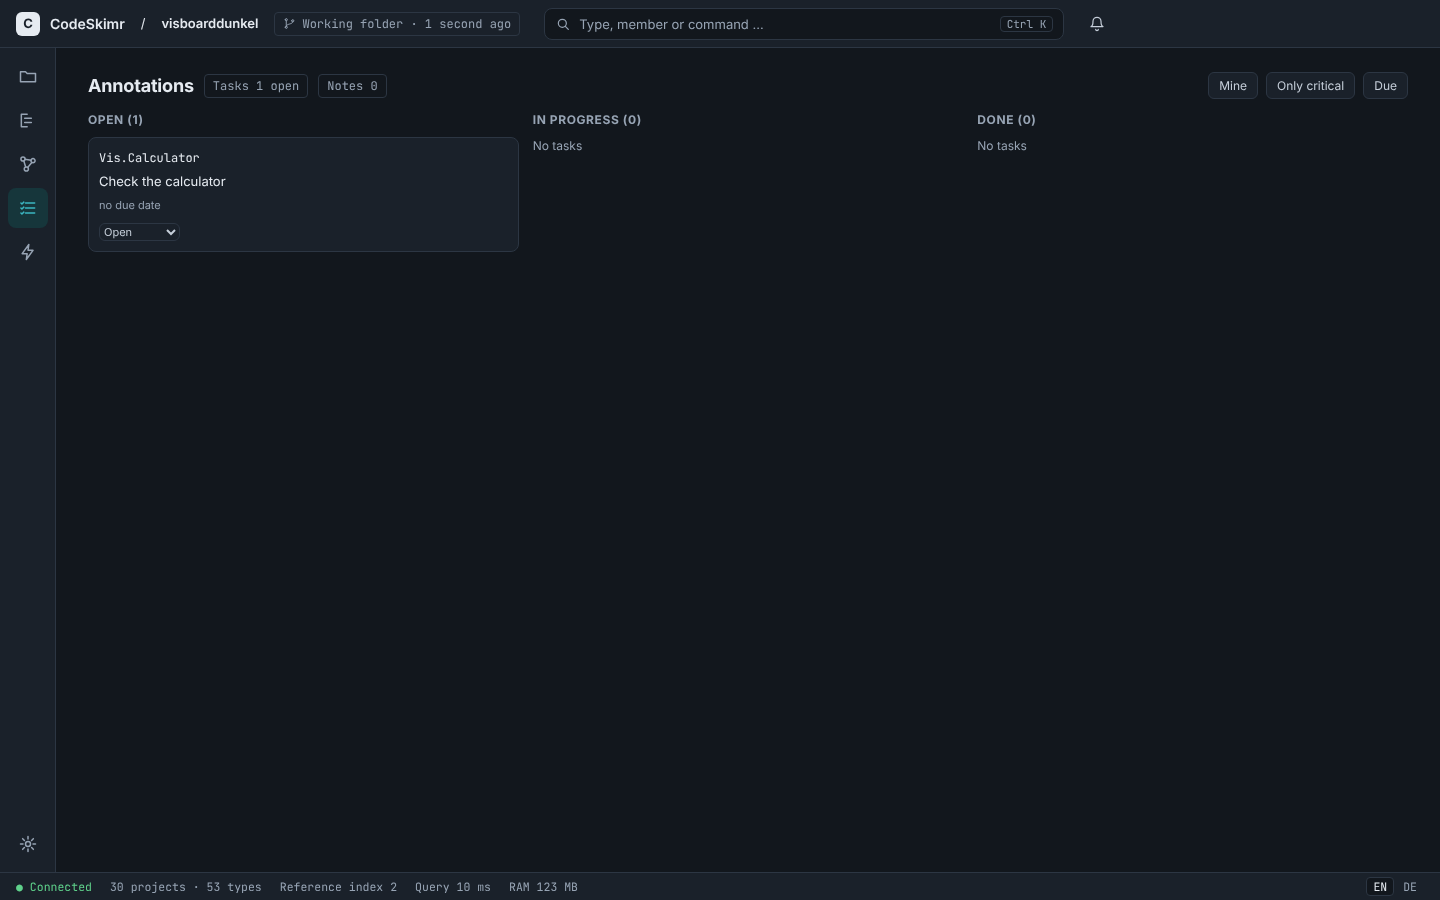 C CodeSkimr / visboarddunkel Working folder · 1 second ago Type, member or command ... Ctrl K
Annotations Tasks 1 open Notes 0 Mine Only critical Due
OPEN (1) IN PROGRESS (0) DONE (0)
Vis.Calculator No tasks No tasks
Check the calculator
no due date
Open
Connected 30 projects · 53 types Reference index 2 Query 10 ms RAM 123 MB EN DE